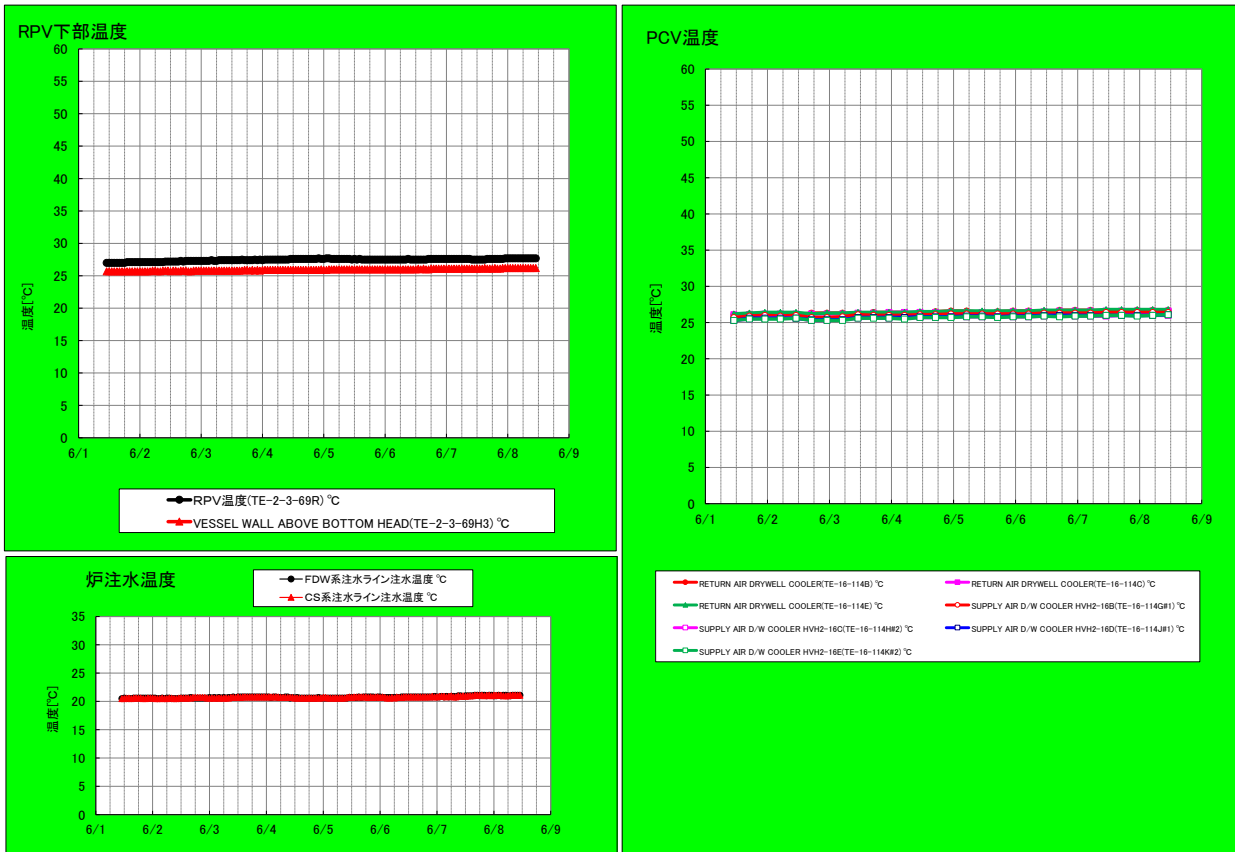 RPV下部温度
60
55
50
45
40
35
30
25
20
15
10
5
0
温度[℃]
6/1 6/2 6/3 6/4 6/5 6/6 6/7 6/8 6/9
RPV温度(TE-2-3-69R) ℃
VESSEL WALL ABOVE BOTTOM HEAD(TE-2-3-69H3) ℃
炉注水温度
FDW系注水ライン注水温度 ℃
CS系注水ライン注水温度 ℃
35
30
25
20
15
10
5
0
温度[℃]
6/1 6/2 6/3 6/4 6/5 6/6 6/7 6/8 6/9
PCV温度
60
55
50
45
40
35
30
25
20
15
10
5
0
温度[℃]
6/1 6/2 6/3 6/4 6/5 6/6 6/7 6/8 6/9
RETURN AIR DRYWELL COOLER(TE-16-114B) ℃
RETURN AIR DRYWELL COOLER(TE-16-114C) ℃
RETURN AIR DRYWELL COOLER(TE-16-114E) ℃
SUPPLY AIR D/W COOLER HVH2-16B(TE-16-114G#1) ℃
SUPPLY AIR D/W COOLER HVH2-16C(TE-16-114H#2) ℃
SUPPLY AIR D/W COOLER HVH2-16D(TE-16-114J#1) ℃
SUPPLY AIR D/W COOLER HVH2-16E(TE-16-114K#2) ℃